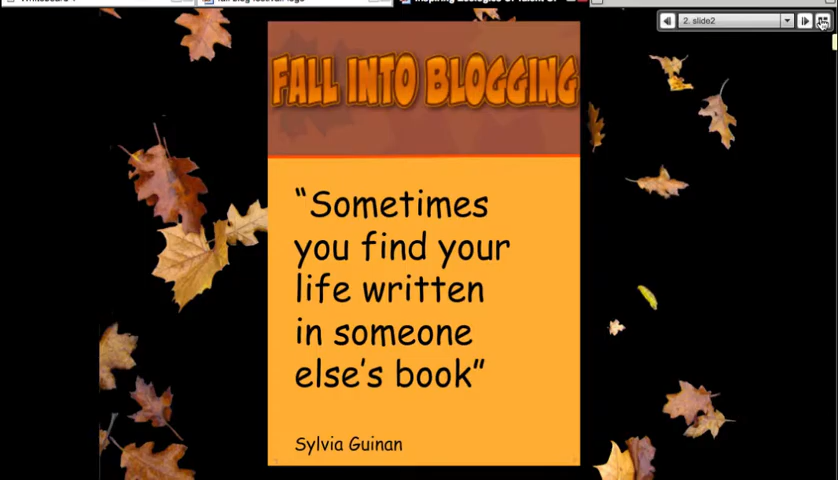 2. slide2
FALL INTO BLOGGING
“Sometimes
you find your
life written
in someone
else’s book”
Sylvia Guinan